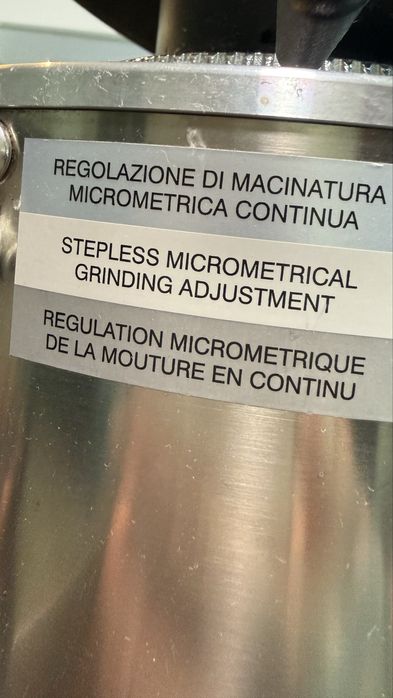 REGOLAZIONE DI MACINATURA
MICROMETRICA CONTINUA
STEPLESS MICROMETRICAL
GRINDING ADJUSTMENT
REGULATION MICROMETRIQUE
DE LA MOUTURE EN CONTINU